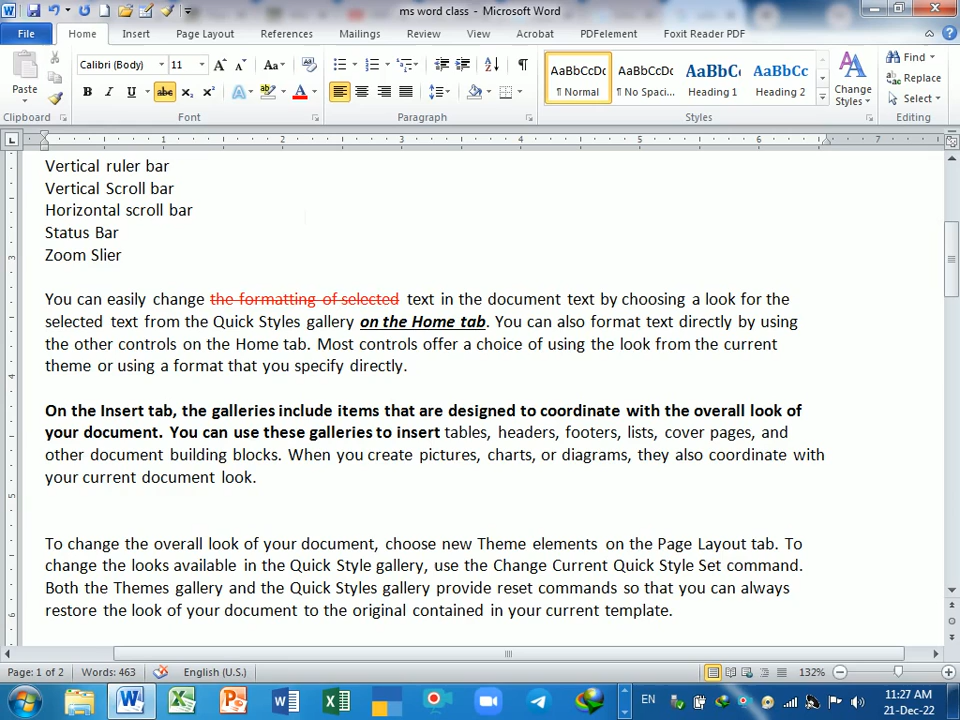 ms word class - Microsoft Word
File Home Insert Page Layout References Mailings Review View Acrobat PDFelement Foxit Reader PDF
Paste
Calibri (Body) 11 Aa
B I U abc X₂ X² A ab A
AaBbCcDc AaBbCcDc AaBbC AaBbCc
¶ Normal ¶ No Spaci... Heading 1 Heading 2
Change Styles
Find
Replace
Select
Clipboard Font Paragraph Styles Editing
1 2 3 4 5 6 7
Vertical ruler bar
Vertical Scroll bar
Horizontal scroll bar
Status Bar
Zoom Slier
You can easily change the formatting of selected text in the document text by choosing a look for the
selected text from the Quick Styles gallery on the Home tab. You can also format text directly by using
the other controls on the Home tab. Most controls offer a choice of using the look from the current
theme or using a format that you specify directly.
On the Insert tab, the galleries include items that are designed to coordinate with the overall look of
your document. You can use these galleries to insert tables, headers, footers, lists, cover pages, and
other document building blocks. When you create pictures, charts, or diagrams, they also coordinate with
your current document look.
To change the overall look of your document, choose new Theme elements on the Page Layout tab. To
change the looks available in the Quick Style gallery, use the Change Current Quick Style Set command.
Both the Themes gallery and the Quick Styles gallery provide reset commands so that you can always
restore the look of your document to the original contained in your current template.
Page: 1 of 2 Words: 463 English (U.S.) 132%
EN 11:27 AM
21-Dec-22